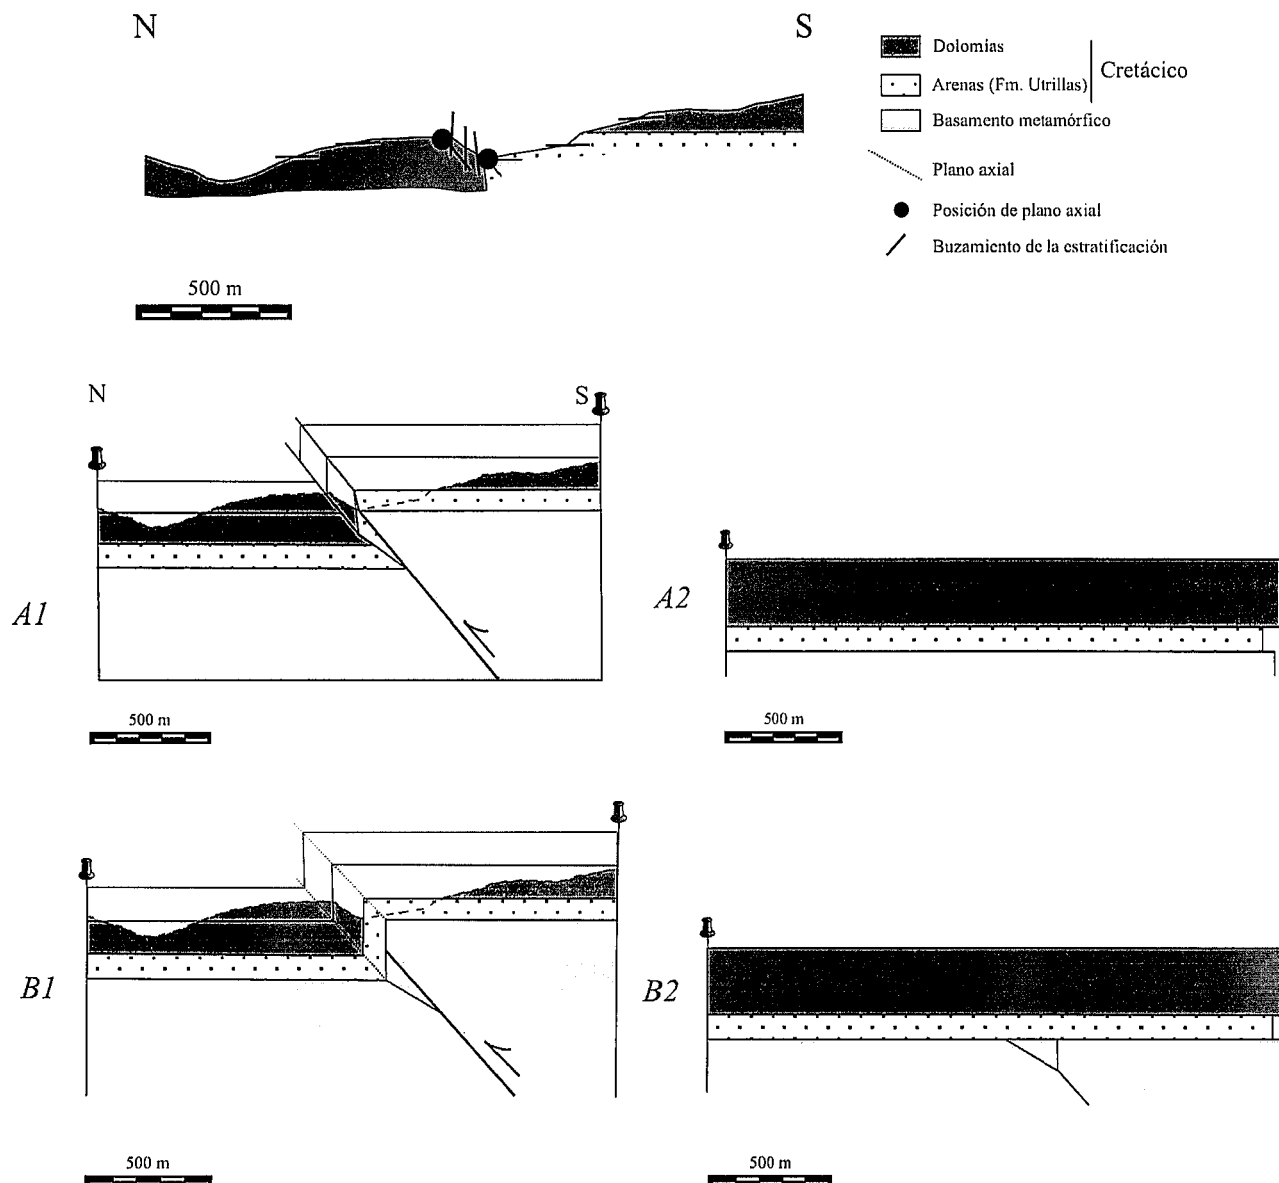 N
S
Dolomías
Arenas (Fm. Utrillas)
Cretácico
Basamento metamórfico
Plano axial
Posición de plano axial
Buzamiento de la estratificación
500 m
N
S
A1
A2
500 m
500 m
B1
B2
500 m
500 m